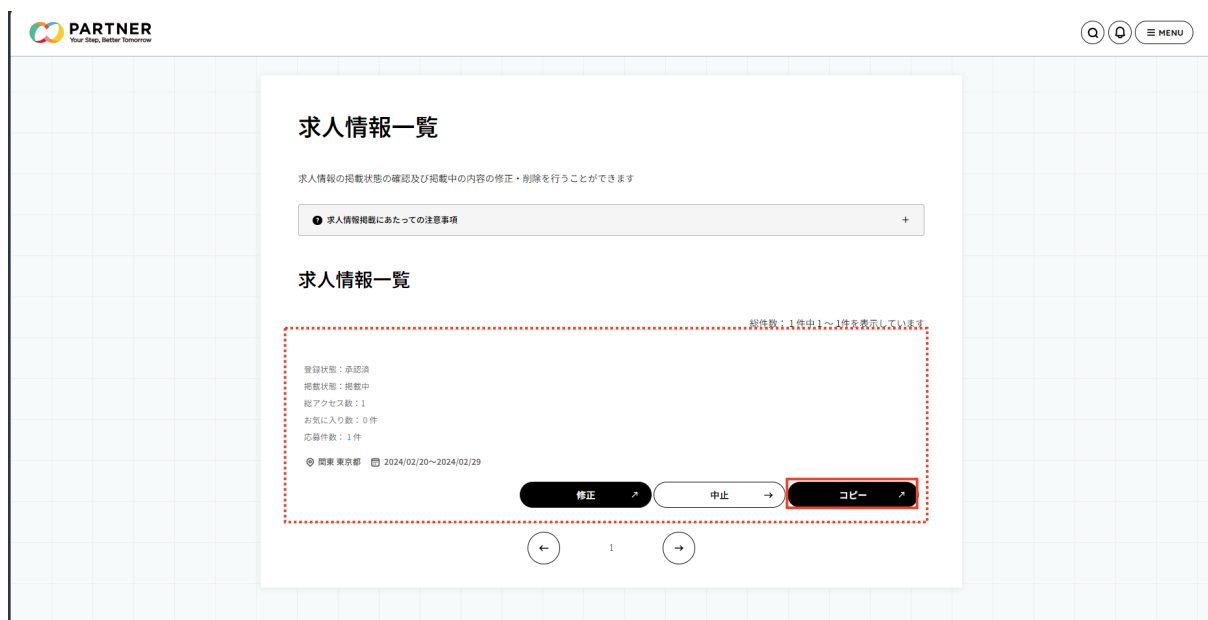 PARTNER
Your Step, Better Tomorrow
MENU
求人情報一覧
求人情報の掲載状態の確認及び掲載中の内容の修正・削除を行うことができます
? 求人情報掲載にあたっての注意事項 +
求人情報一覧
総件数： 1 件中 1 ～ 1件を表示しています
登録状態：承認済
掲載状態：掲載中
総アクセス数：1
お気に入り数： 0 件
応募件数： 1 件
関東 東京都 2024/02/20～2024/02/29
修正 ↗ 中止 → コピー ↗
← 1 →